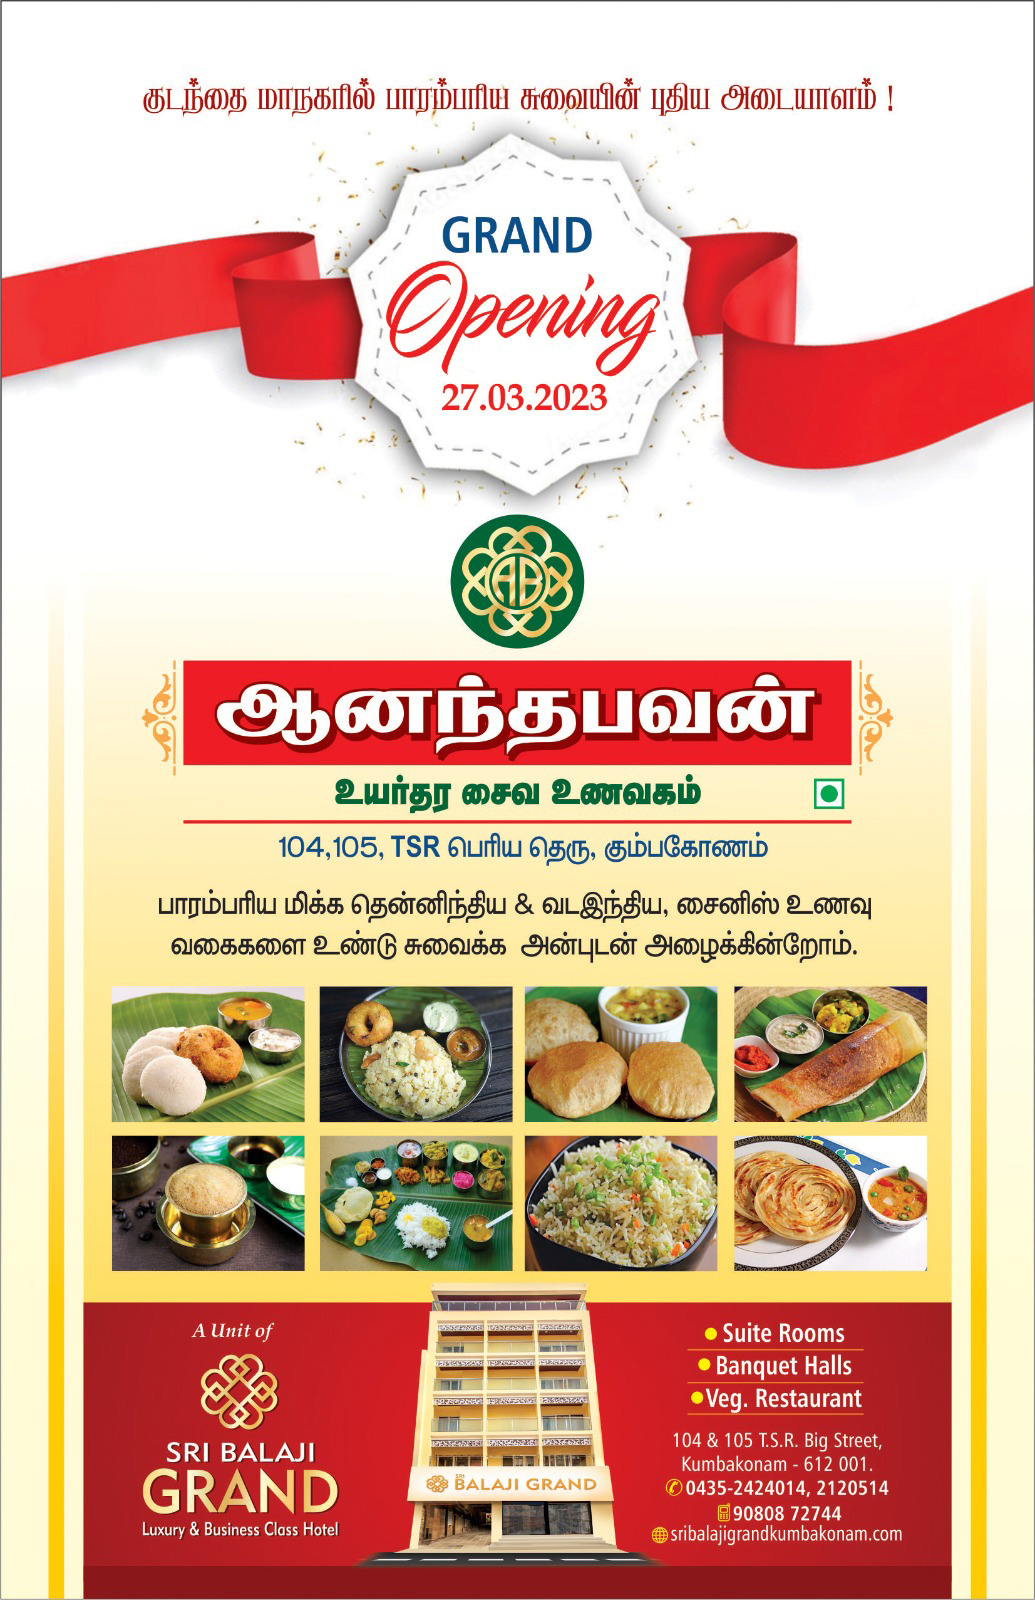 குடந்தை மாநகரில் பாரம்பரிய சுவையின் புதிய அடையாளம் !
GRAND
Opening
27.03.2023
AB
ஆனந்தபவன்
உயர்தர சைவ உணவகம்
104,105, TSR பெரிய தெரு, கும்பகோணம்
பாரம்பரிய மிக்க தென்னிந்திய & வடஇந்திய, சைனிஸ் உணவு
வகைகளை உண்டு சுவைக்க அன்புடன் அழைக்கின்றோம்.
A Unit of
SRI BALAJI
GRAND
Luxury & Business Class Hotel
SRI
BALAJI GRAND
Suite Rooms
Banquet Halls
Veg. Restaurant
104 & 105 T.S.R. Big Street,
Kumbakonam - 612 001.
0435-2424014, 2120514
90808 72744
sribalajigrandkumbakonam.com